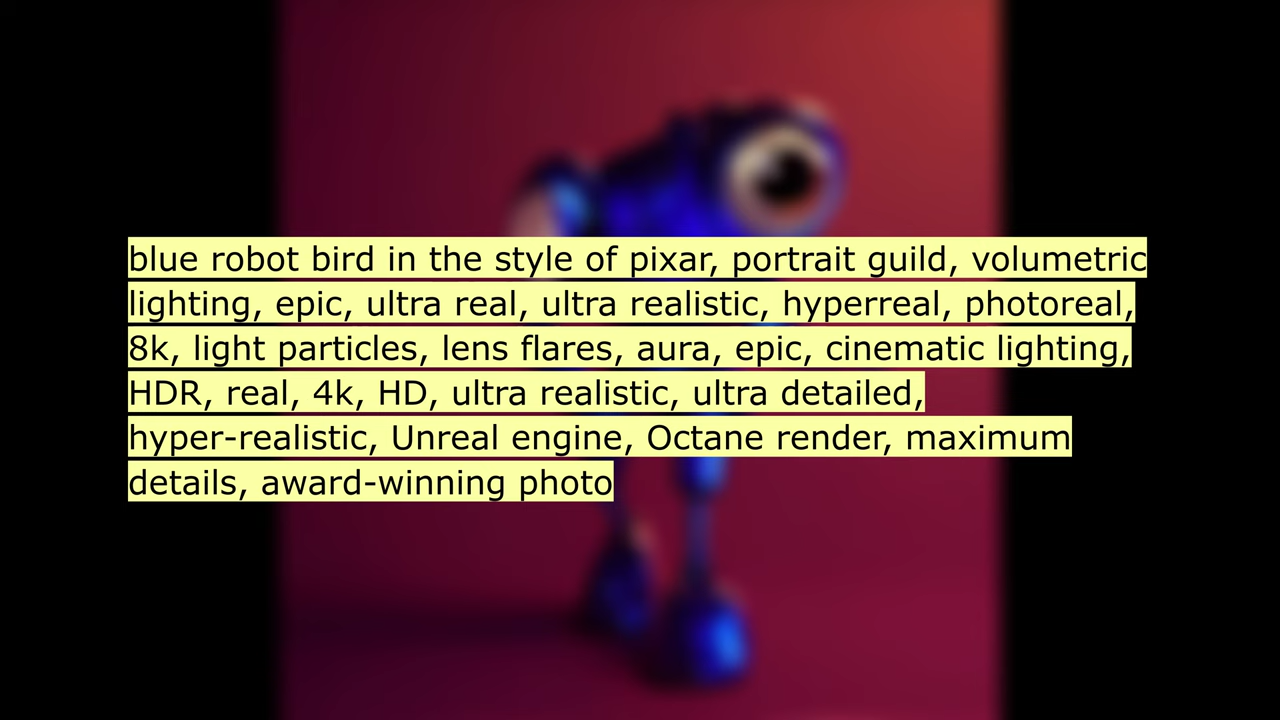 blue robot bird in the style of pixar, portrait guild, volumetric
lighting, epic, ultra real, ultra realistic, hyperreal, photoreal,
8k, light particles, lens flares, aura, epic, cinematic lighting,
HDR, real, 4k, HD, ultra realistic, ultra detailed,
hyper-realistic, Unreal engine, Octane render, maximum
details, award-winning photo